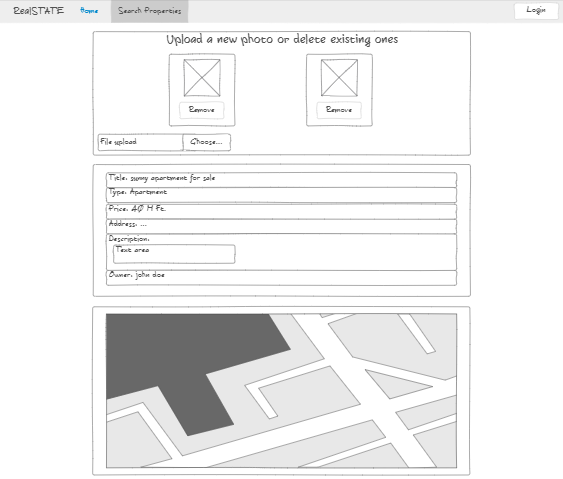 RealSTATE Home Search Properties Login
Upload a new photo or delete existing ones
Remove Remove
File upload Choose...
Title: sunny apartment for sale
Type: Apartment
Price: 40 M Ft.
Address: ...
Description:
Text area
Owner: john doe